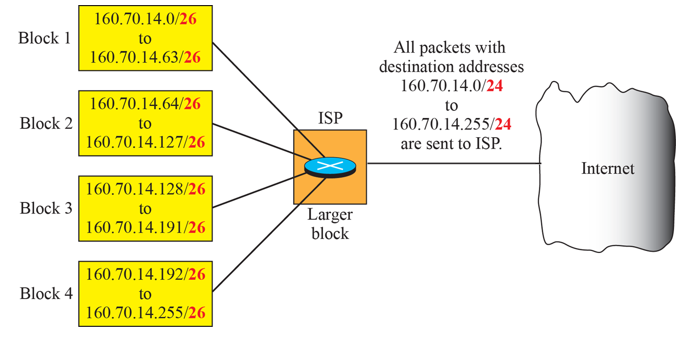 Block 1
160.70.14.0/26
to
160.70.14.63/26
Block 2
160.70.14.64/26
to
160.70.14.127/26
Block 3
160.70.14.128/26
to
160.70.14.191/26
Block 4
160.70.14.192/26
to
160.70.14.255/26
ISP
Larger
block
All packets with
destination addresses
160.70.14.0/24
to
160.70.14.255/24
are sent to ISP.
Internet